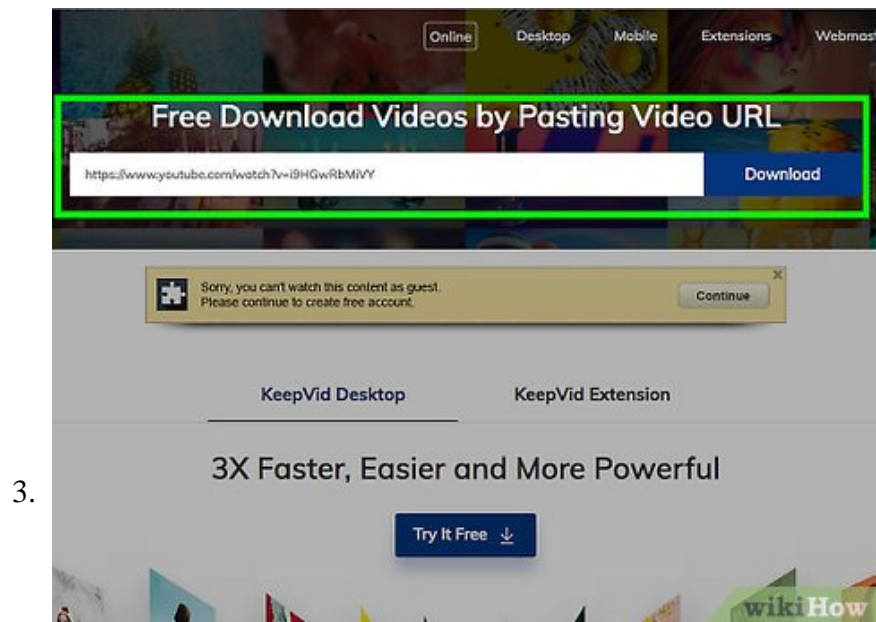 Online Desktop Mobile Extensions Webmast
Free Download Videos by Pasting Video URL
https://www.youtube.com/watch?v=i9HGwRbMiVY Download
Sorry, you can't watch this content as guest.
Please continue to create free account.
Continue
KeepVid Desktop KeepVid Extension
3X Faster, Easier and More Powerful
3.
Try It Free
wikiHow